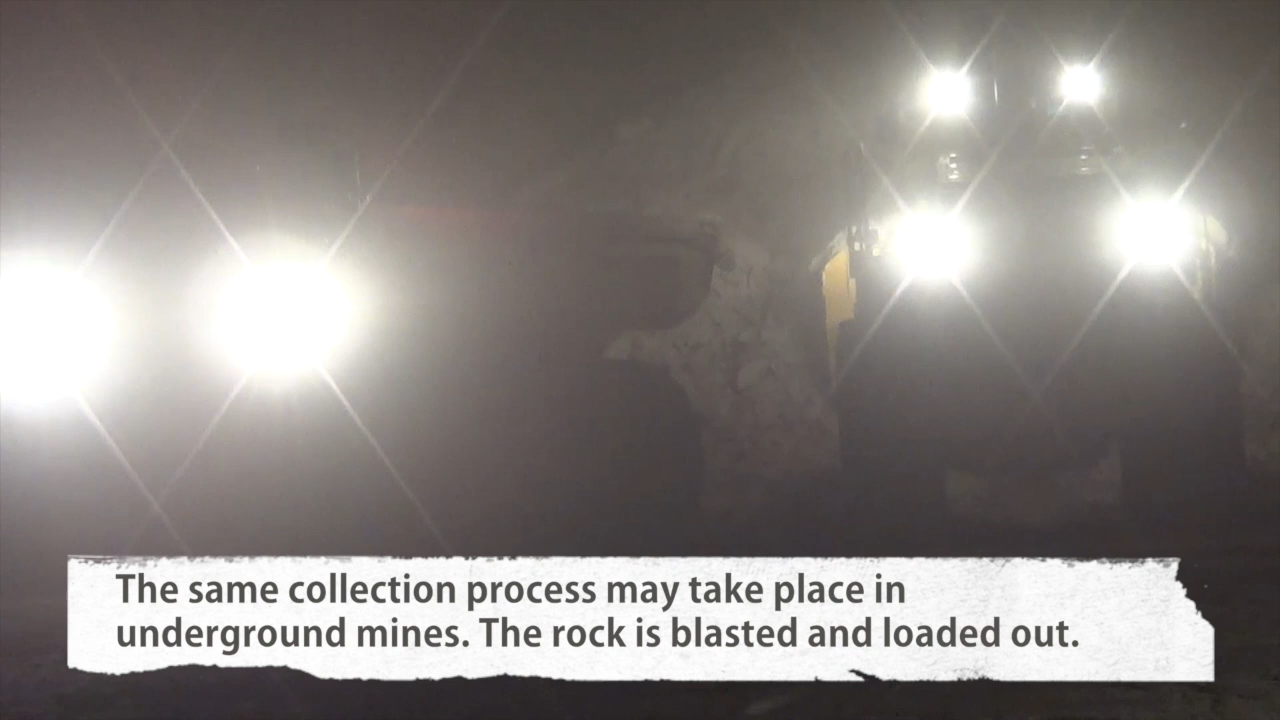 The same collection process may take place in
underground mines. The rock is blasted and loaded out.